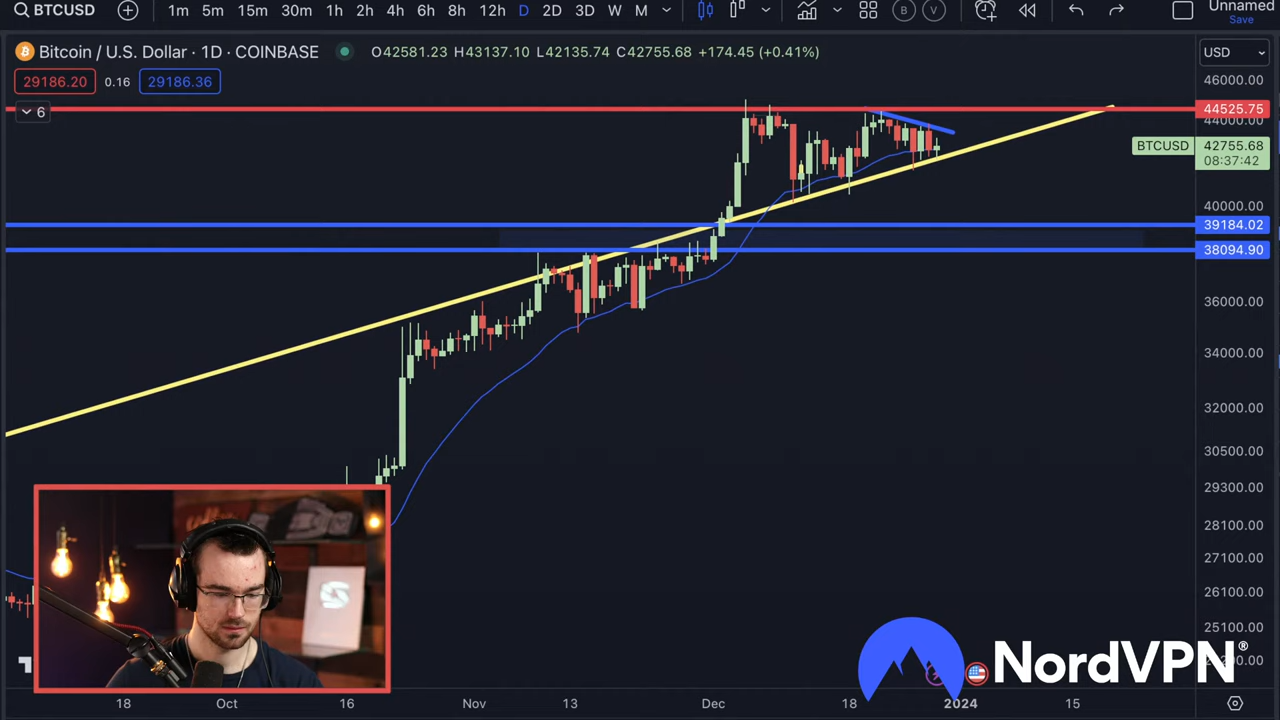 BTCUSD 1m 5m 15m 30m 1h 2h 4h 6h 8h 12h D 2D 3D W M B V Unnamed
Save
Bitcoin / U.S. Dollar · 1D · COINBASE O42581.23 H43137.10 L42135.74 C42755.68 +174.45 (+0.41%) USD
29186.20 0.16 29186.36 46000.00
6 44525.75
44000.00
BTCUSD 42755.68
08:37:42
40000.00
39184.02
38094.90
36000.00
34000.00
32000.00
30500.00
29300.00
28100.00
27100.00
26100.00
25100.00
NordVPN®
18 Oct 16 Nov 13 Dec 18 2024 15